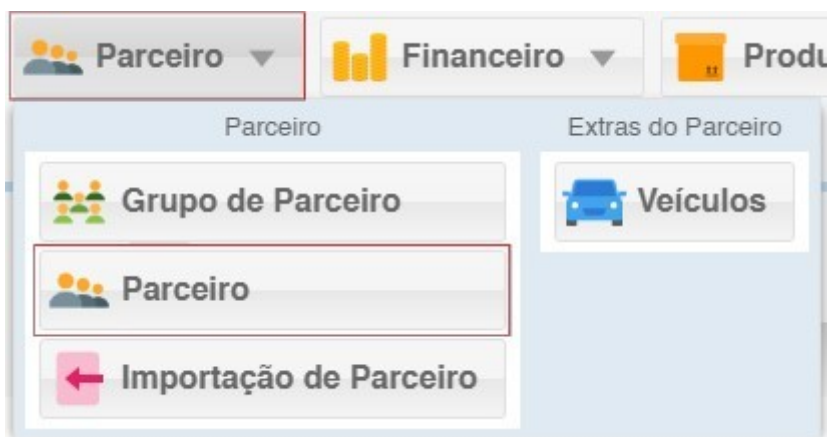 Parceiro Financeiro Produ
Parceiro Extras do Parceiro
Grupo de Parceiro Veículos
Parceiro
Importação de Parceiro